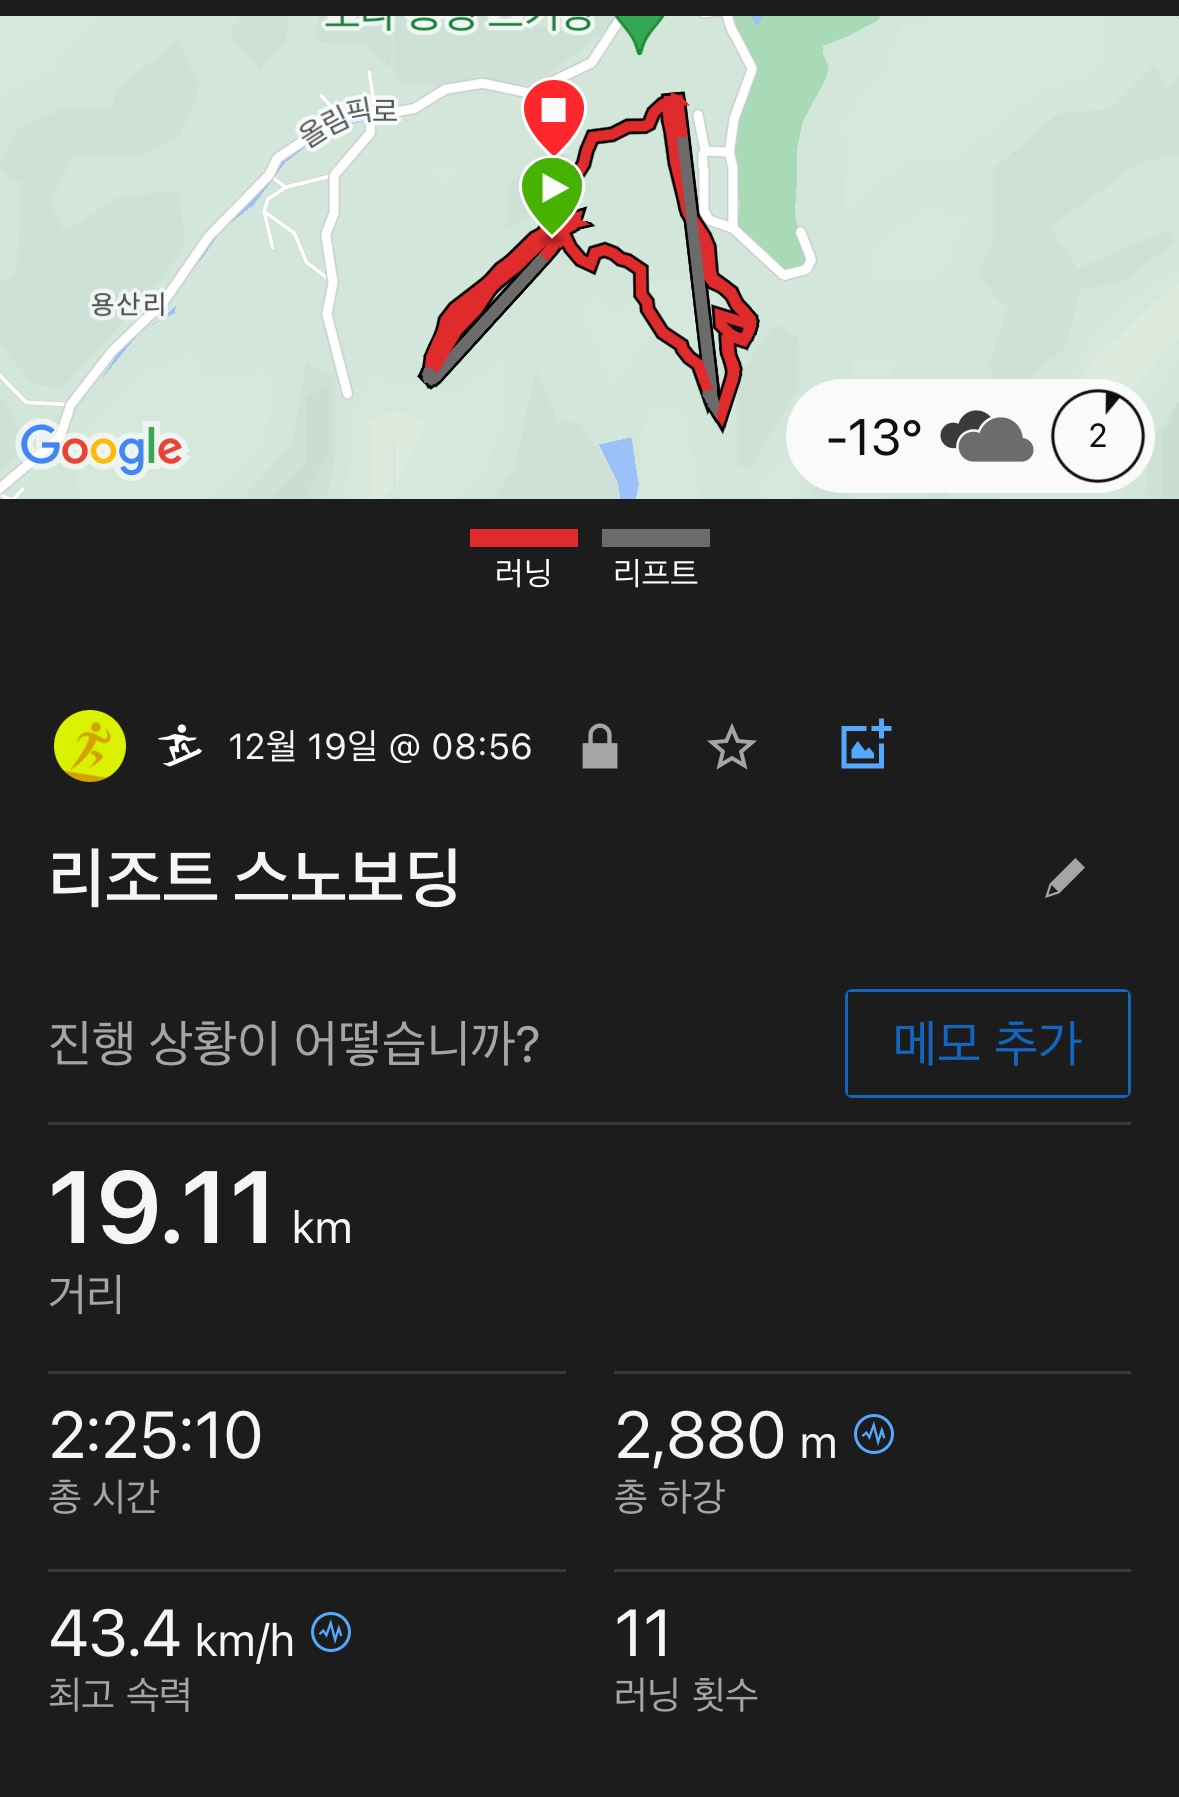 올림픽로
용산리
Google
-13°
2
러닝
리프트
12월 19일 @ 08:56
리조트 스노보딩
진행 상황이 어떻습니까?
메모 추가
19.11 km
거리
2:25:10
총 시간
2,880 m
총 하강
43.4 km/h
최고 속력
11
러닝 횟수